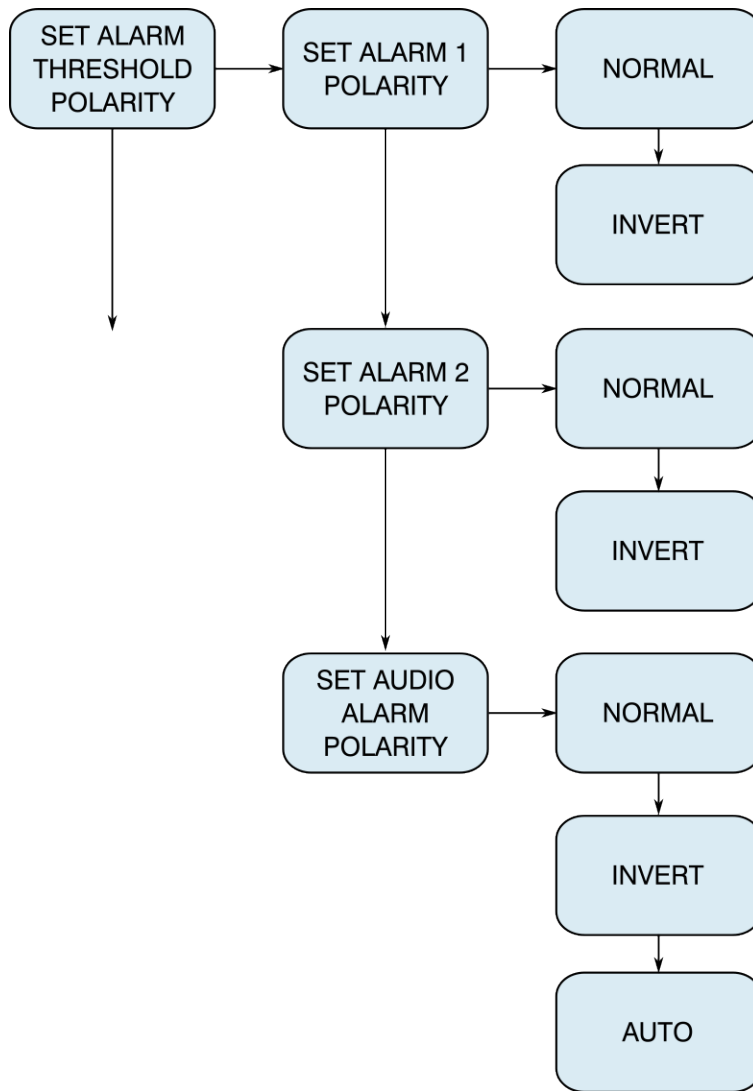 SET ALARM
THRESHOLD
POLARITY
SET ALARM 1
POLARITY
NORMAL
INVERT
SET ALARM 2
POLARITY
NORMAL
INVERT
SET AUDIO
ALARM
POLARITY
NORMAL
INVERT
AUTO